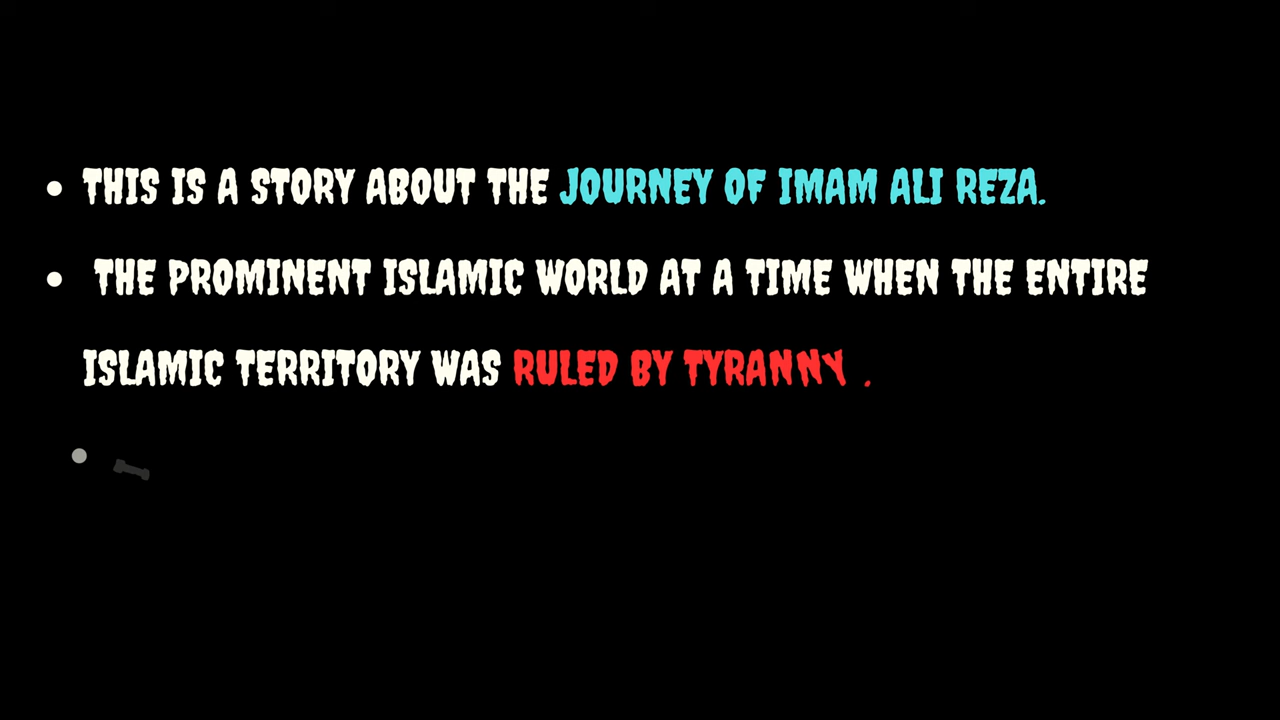 • THIS IS A STORY ABOUT THE JOURNEY OF IMAM ALI REZA.
• THE PROMINENT ISLAMIC WORLD AT A TIME WHEN THE ENTIRE
ISLAMIC TERRITORY WAS RULED BY TYRANNY .